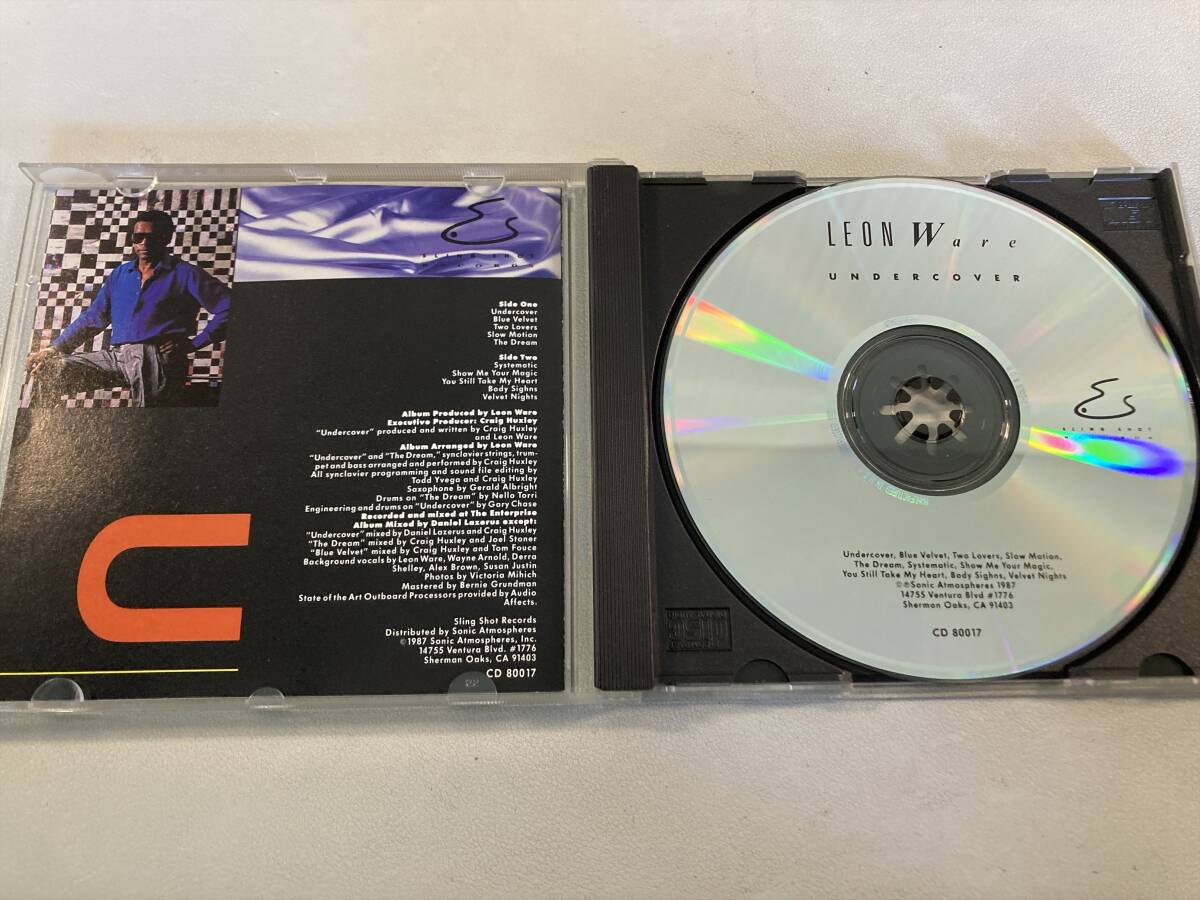 SLING SHOT
Side One
Undercover
Blue Velvet
Two Lovers
Slow Motion
The Dream
Side Two
Systematic
Show Me Your Magic
You Still Take My Heart
Body Sighns
Velvet Nights
Album Produced by Leon Ware
Executive Producer: Craig Huxley
"Undercover" produced and written by Craig Huxley
and Leon Ware
Album Arranged by Leon Ware
"Undercover" and "The Dream," synclavier strings, trum-
pet and bass arranged and performed by Craig Huxley
All synclavier programming and sound file editing by
Todd Yvega and Craig Huxley
Saxophone by Gerald Albright
Drums on "The Dream" by Nello Torri
Engineering and drums on "Undercover" by Gary Chase
Recorded and mixed at The Enterprise
Album Mixed by Daniel Lazerus except:
"Undercover" mixed by Daniel Lazerus and Craig Huxley
"The Dream" mixed by Craig Huxley and Joel Stoner
"Blue Velvet" mixed by Craig Huxley and Tom Fouce
Background vocals by Leon Ware, Wayne Arnold, Derra
Shelley, Alex Brown, Susan Justin
Photos by Victoria Mihich
Mastered by Bernie Grundman
State of the Art Outboard Processors provided by Audio
Affects.
Sling Shot Records
Distributed by Sonic Atmospheres
©1987 Sonic Atmospheres, Inc.
14755 Ventura Blvd. #1776
Sherman Oaks, CA 91403
CD 80017
U
LEON Ware
UNDERCOVER
SLING SHOT
Undercover, Blue Velvet, Two Lovers, Slow Motion,
The Dream, Systematic, Show Me Your Magic,
You Still Take My Heart, Body Sighns, Velvet Nights
©℗Sonic Atmospheres 1987
14755 Ventura Blvd #1776
Sherman Oaks, CA 91403
CD 80017